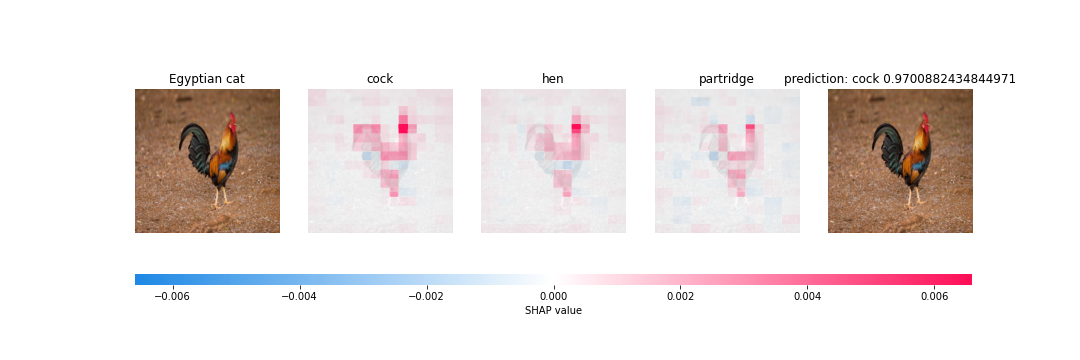 Egyptian cat
cock
hen
partridge
prediction: cock 0.9700882434844971
−0.006
−0.004
−0.002
0.000
0.002
0.004
0.006
SHAP value